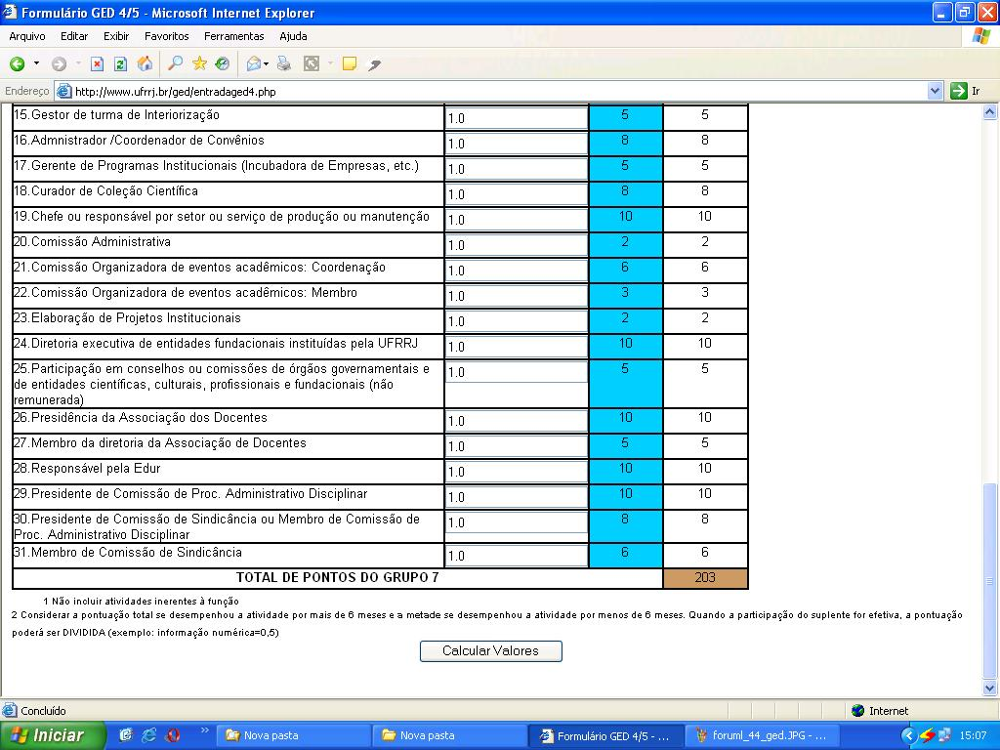 Formulário GED 4/5 - Microsoft Internet Explorer
Arquivo Editar Exibir Favoritos Ferramentas Ajuda
Endereço http://www.ufrrj.br/ged/entradaged4.php Ir
15.Gestor de turma de Interiorização 1.0 5 5
16.Admnistrador /Coordenador de Convênios 1.0 8 8
17.Gerente de Programas Institucionais (Incubadora de Empresas, etc.) 1.0 5 5
18.Curador de Coleção Científica 1.0 8 8
19.Chefe ou responsável por setor ou serviço de produção ou manutenção 1.0 10 10
20.Comissão Administrativa 1.0 2 2
21.Comissão Organizadora de eventos acadêmicos: Coordenação 1.0 6 6
22.Comissão Organizadora de eventos acadêmicos: Membro 1.0 3 3
23.Elaboração de Projetos Institucionais 1.0 2 2
24.Diretoria executiva de entidades fundacionais instituídas pela UFRRJ 1.0 10 10
25.Participação em conselhos ou comissões de órgãos governamentais e 1.0 5 5
de entidades científicas, culturais, profissionais e fundacionais (não
remunerada)
26.Presidência da Associação dos Docentes 1.0 10 10
27.Membro da diretoria da Associação de Docentes 1.0 5 5
28.Responsável pela Edur 1.0 10 10
29.Presidente de Comissão de Proc. Administrativo Disciplinar 1.0 10 10
30.Presidente de Comissão de Sindicância ou Membro de Comissão de 1.0 8 8
Proc. Administrativo Disciplinar
31.Membro de Comissão de Sindicância 1.0 6 6
TOTAL DE PONTOS DO GRUPO 7 203
1 Não incluir atividades inerentes à função
2 Considerar a pontuação total se desempenhou a atividade por mais de 6 meses e a metade se desempenhou a atividade por menos de 6 meses. Quando a participação do suplente for efetiva, a pontuação
poderá ser DIVIDIDA (exemplo: informação numérica=0,5)
Calcular Valores
Concluído Internet
Iniciar » Nova pasta Nova pasta Formulário GED 4/5 - ... foruml_44_ged.JPG - ... 15:07